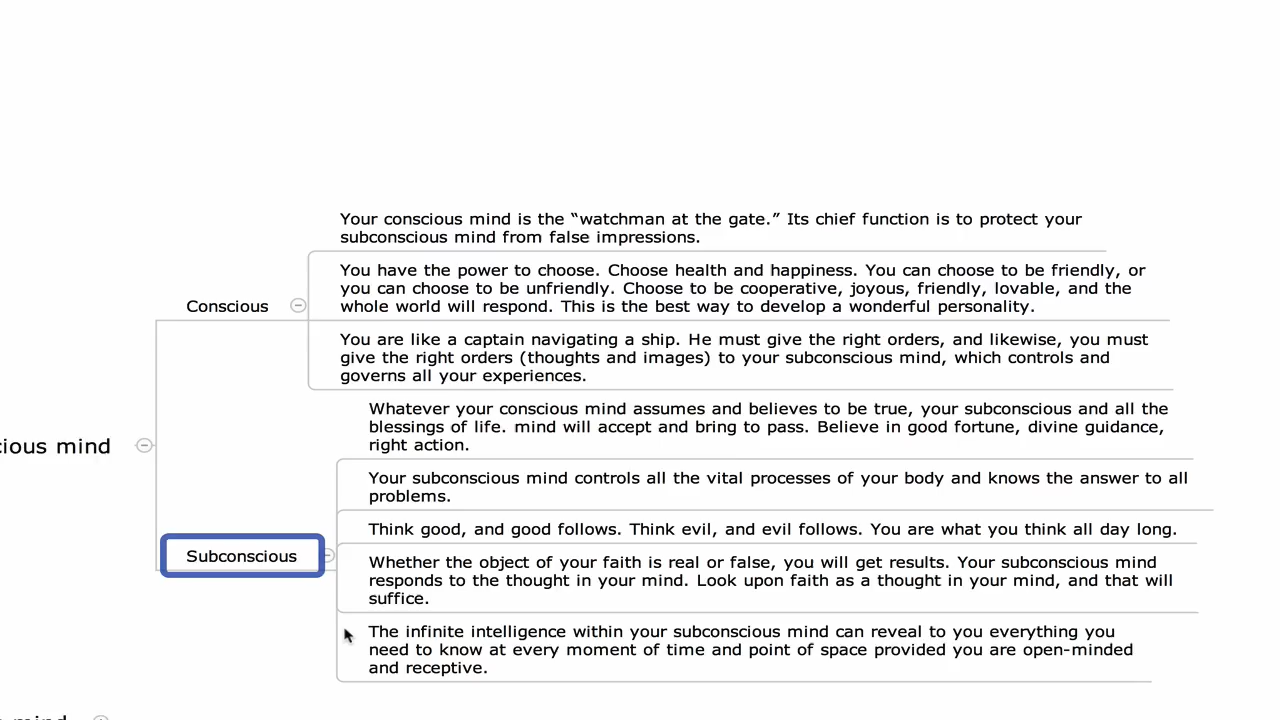 Your conscious mind is the “watchman at the gate.” Its chief function is to protect your
subconscious mind from false impressions.
You have the power to choose. Choose health and happiness. You can choose to be friendly, or
you can choose to be unfriendly. Choose to be cooperative, joyous, friendly, lovable, and the
whole world will respond. This is the best way to develop a wonderful personality.
Conscious
You are like a captain navigating a ship. He must give the right orders, and likewise, you must
give the right orders (thoughts and images) to your subconscious mind, which controls and
governs all your experiences.
Whatever your conscious mind assumes and believes to be true, your subconscious and all the
blessings of life. mind will accept and bring to pass. Believe in good fortune, divine guidance,
right action.
mind
Your subconscious mind controls all the vital processes of your body and knows the answer to all
problems.
Think good, and good follows. Think evil, and evil follows. You are what you think all day long.
Subconscious
Whether the object of your faith is real or false, you will get results. Your subconscious mind
responds to the thought in your mind. Look upon faith as a thought in your mind, and that will
suffice.
The infinite intelligence within your subconscious mind can reveal to you everything you
need to know at every moment of time and point of space provided you are open-minded
and receptive.
mind